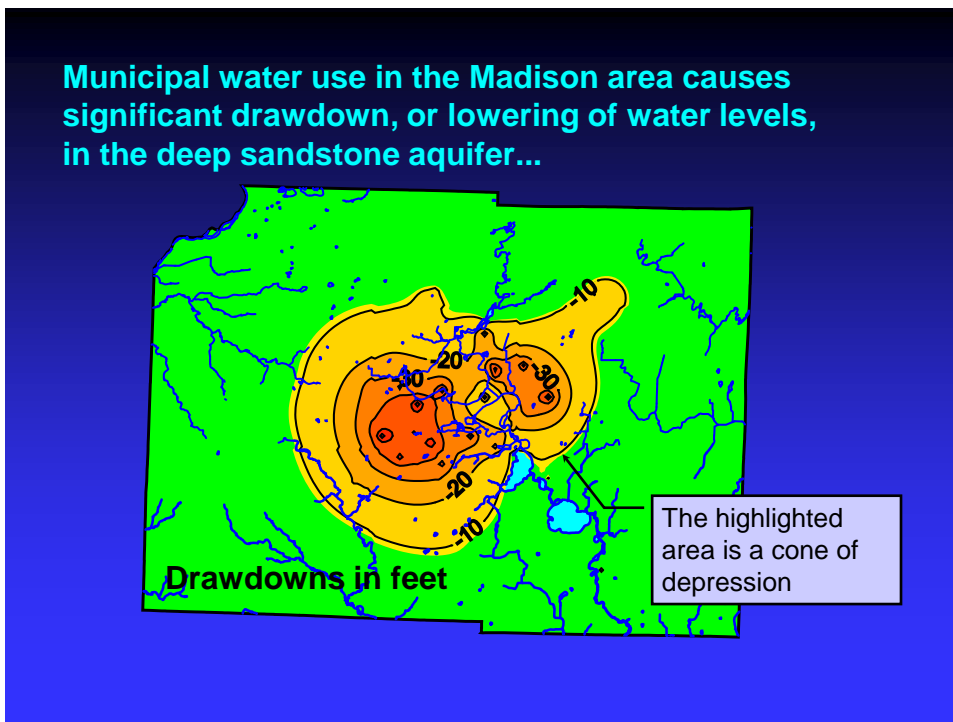 Municipal water use in the Madison area causes
significant drawdown, or lowering of water levels,
in the deep sandstone aquifer...
-10
-20
-30
-30
-20
-10
The highlighted
area is a cone of
depression
Drawdowns in feet